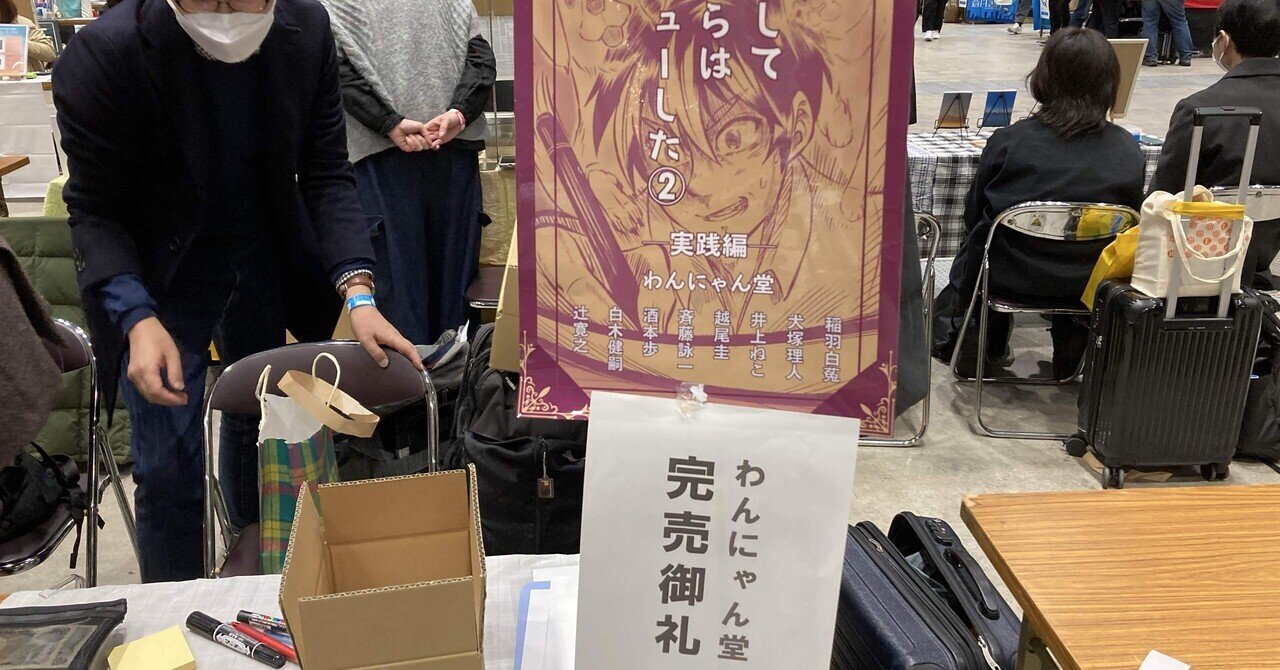 して
らは
ューした②
実践編
わんにゃん堂
稲羽白菟
犬塚理人
井上ねこ
越尾圭
斉藤詠一
酒本歩
白木健嗣
辻寛之
わんにゃん堂
完売御礼